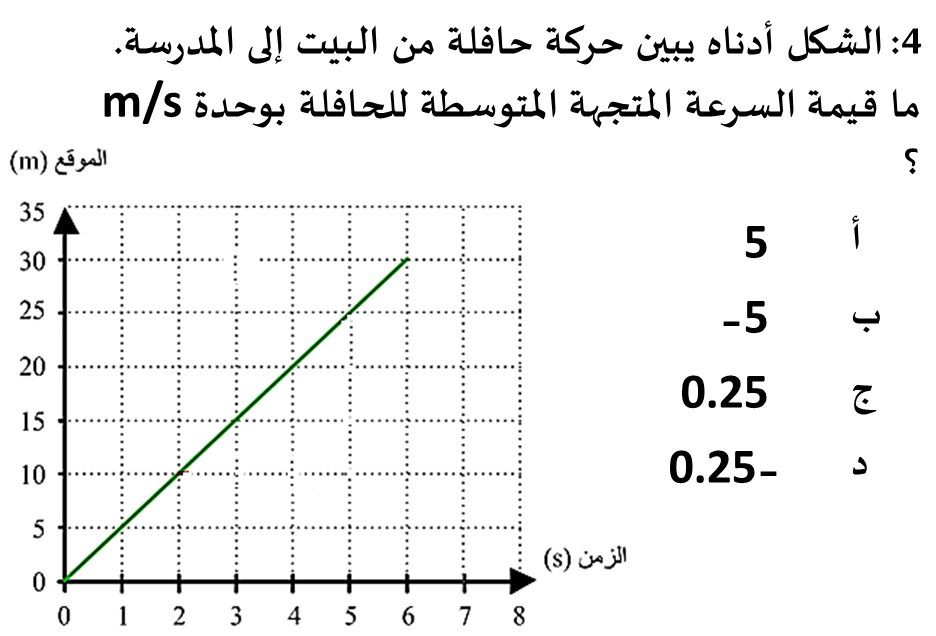 4: الشكل أدناه يبين حركة حافلة من البيت إلى المدرسة.
ما قيمة السرعة المتجهة المتوسطة للحافلة بوحدة m/s
؟
أ 5
ب -5
ج 0.25
د -0.25
الموقع (m)
35
30
25
20
15
10
5
0
0 1 2 3 4 5 6 7 8
الزمن (s)